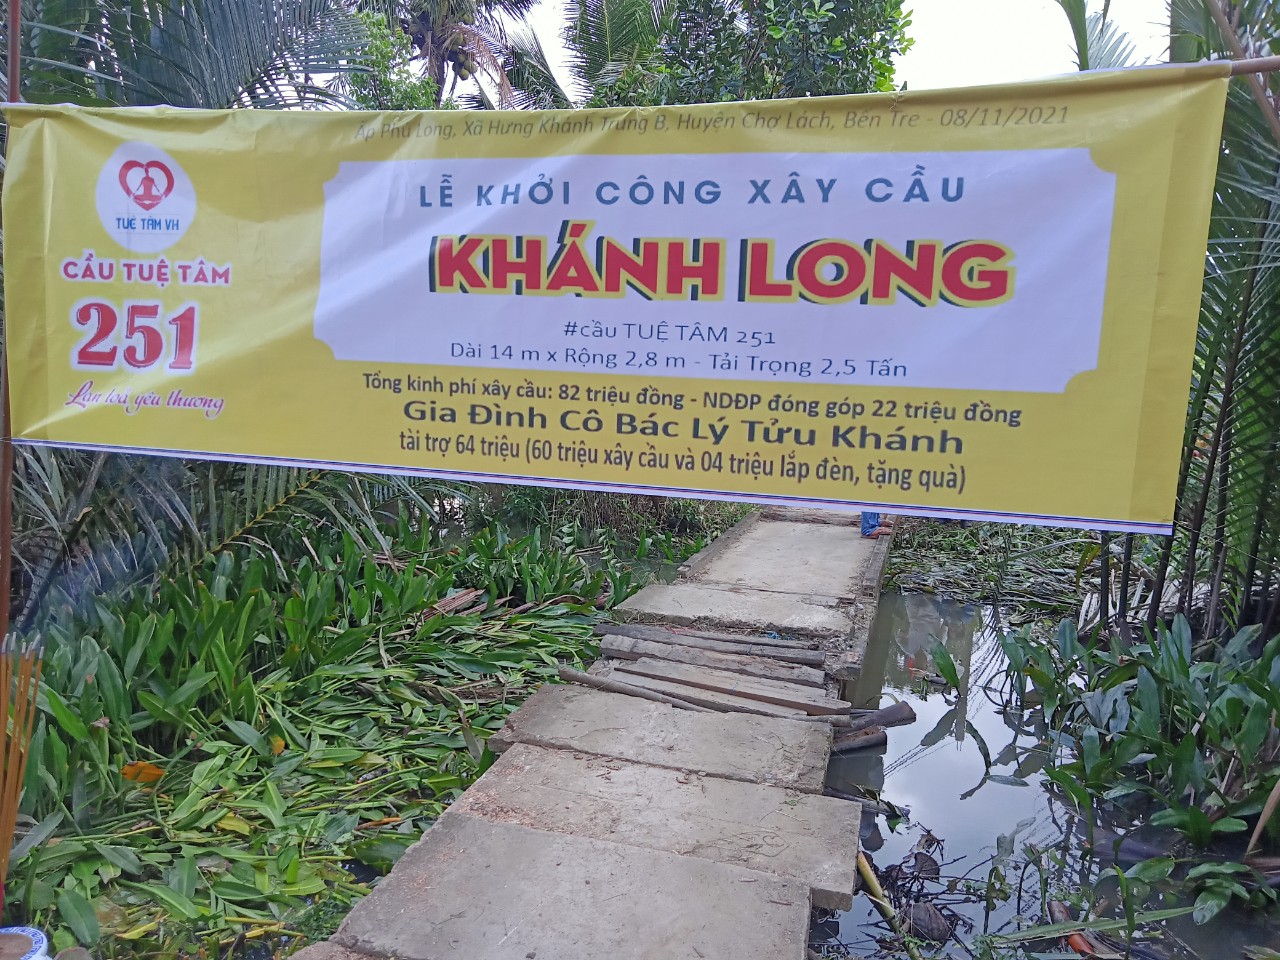 Ấp Phú Long, Xã Hưng Khánh Trung B, Huyện Chợ Lách, Bến Tre - 08/11/2021
TUỆ TÂM VH
CẦU TUỆ TÂM
251
Lan toả yêu thương
LỄ KHỞI CÔNG XÂY CẦU
KHÁNH LONG
#cầu TUỆ TÂM 251
Dài 14 m x Rộng 2,8 m - Tải Trọng 2,5 Tấn
Tổng kinh phí xây cầu: 82 triệu đồng - NDĐP đóng góp 22 triệu đồng
Gia Đình Cô Bác Lý Tửu Khánh
tài trợ 64 triệu (60 triệu xây cầu và 04 triệu lắp đèn, tặng quà)